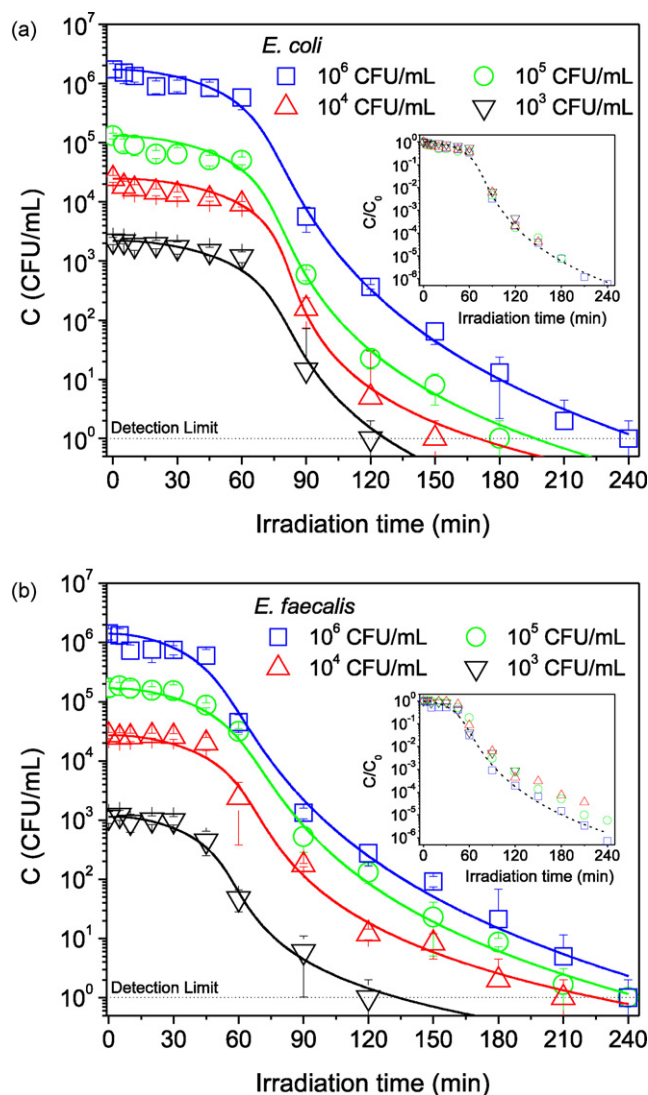 (a)
E. coli
10⁶ CFU/mL 10⁵ CFU/mL
10⁴ CFU/mL 10³ CFU/mL
C (CFU/mL)
10⁷
10⁶
10⁵
10⁴
10³
10²
10¹
10⁰
Detection Limit
0 30 60 90 120 150 180 210 240
Irradiation time (min)
C/C₀
10⁰
10⁻¹
10⁻²
10⁻³
10⁻⁴
10⁻⁵
10⁻⁶
0 60 120 180 240
Irradiation time (min)
(b)
E. faecalis
10⁶ CFU/mL 10⁵ CFU/mL
10⁴ CFU/mL 10³ CFU/mL
C (CFU/mL)
10⁷
10⁶
10⁵
10⁴
10³
10²
10¹
10⁰
Detection Limit
0 30 60 90 120 150 180 210 240
Irradiation time (min)
C/C₀
10⁰
10⁻¹
10⁻²
10⁻³
10⁻⁴
10⁻⁵
10⁻⁶
0 60 120 180 240
Irradiation time (min)